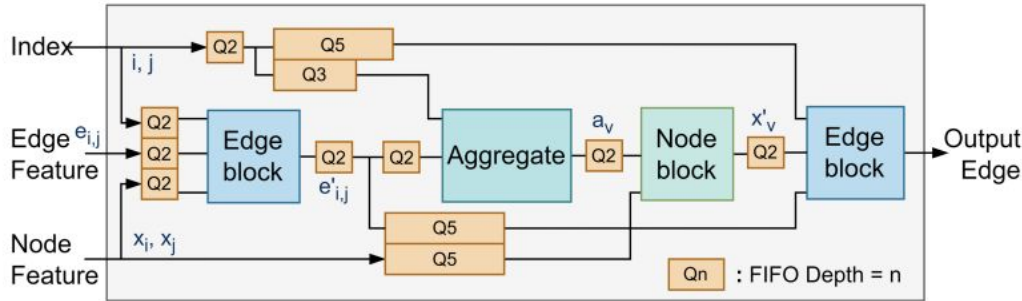 Index
i, j
Q2
Q5
Q3
Edge
Feature
e_{i,j}
Q2
Q2
Q2
Edge
block
Q2
e'_{i,j}
Q2
Aggregate
a_v
Q2
Node
block
x'_v
Q2
Edge
block
Output
Edge
Node
Feature
x_i, x_j
Q5
Q5
Qn : FIFO Depth = n